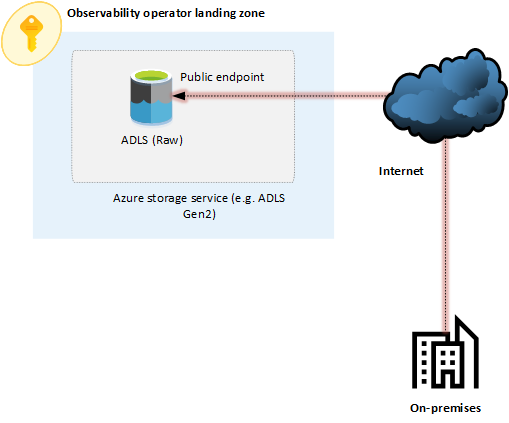 Observability operator landing zone
Public endpoint
ADLS (Raw)
Internet
Azure storage service (e.g. ADLS
Gen2)
On-premises